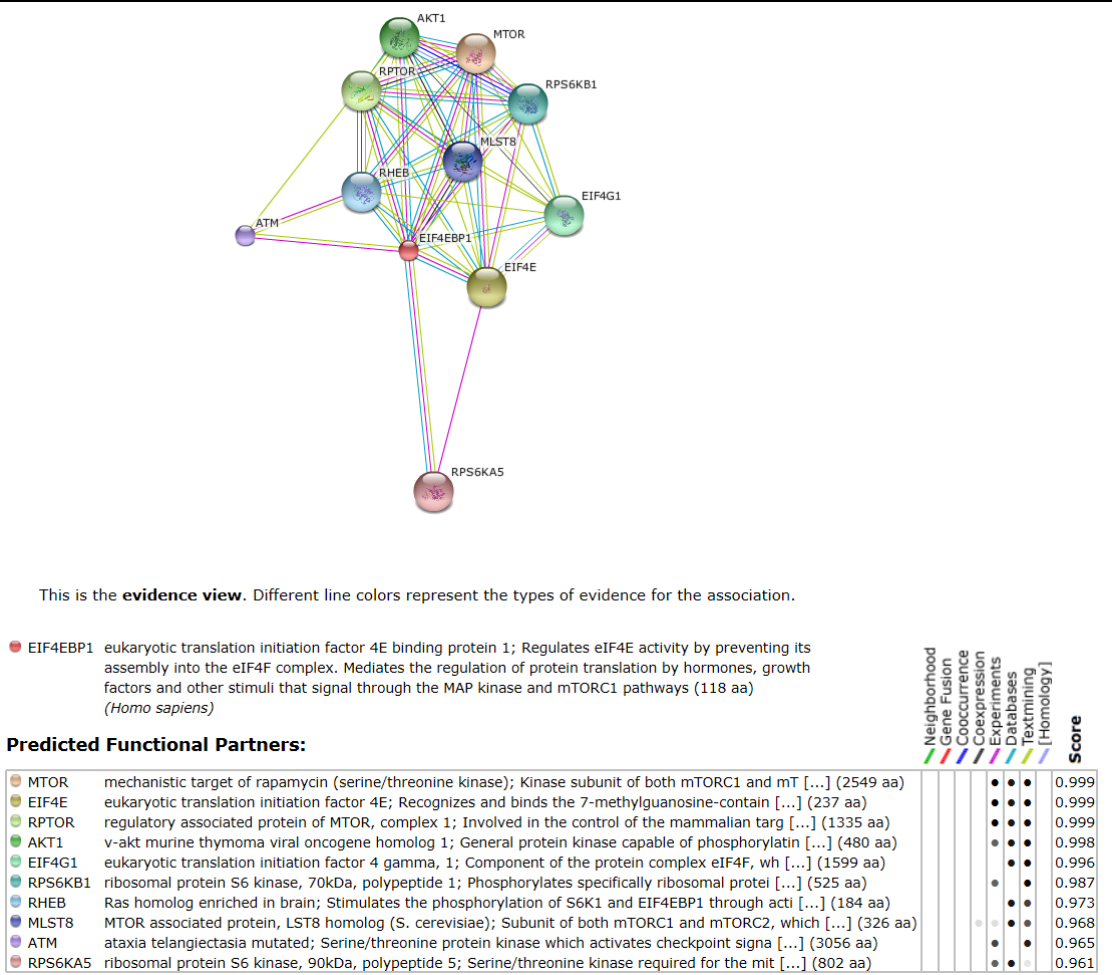 AKT1
MTOR
RPTOR
RPS6KB1
MLST8
RHEB
EIF4G1
ATM
EIF4EBP1
EIF4E
RPS6KA5
This is the evidence view. Different line colors represent the types of evidence for the association.
EIF4EBP1 eukaryotic translation initiation factor 4E binding protein 1; Regulates eIF4E activity by preventing its
assembly into the eIF4F complex. Mediates the regulation of protein translation by hormones, growth
factors and other stimuli that signal through the MAP kinase and mTORC1 pathways (118 aa)
(Homo sapiens)
Neighborhood
Gene Fusion
Cooccurrence
Coexpression
Experiments
Databases
Textmining
[Homology]
Score
Predicted Functional Partners:
MTOR mechanistic target of rapamycin (serine/threonine kinase); Kinase subunit of both mTORC1 and mT [...] (2549 aa) 0.999
EIF4E eukaryotic translation initiation factor 4E; Recognizes and binds the 7-methylguanosine-contain [...] (237 aa) 0.999
RPTOR regulatory associated protein of MTOR, complex 1; Involved in the control of the mammalian targ [...] (1335 aa) 0.999
AKT1 v-akt murine thymoma viral oncogene homolog 1; General protein kinase capable of phosphorylatin [...] (480 aa) 0.998
EIF4G1 eukaryotic translation initiation factor 4 gamma, 1; Component of the protein complex eIF4F, wh [...] (1599 aa) 0.996
RPS6KB1 ribosomal protein S6 kinase, 70kDa, polypeptide 1; Phosphorylates specifically ribosomal protei [...] (525 aa) 0.987
RHEB Ras homolog enriched in brain; Stimulates the phosphorylation of S6K1 and EIF4EBP1 through acti [...] (184 aa) 0.973
MLST8 MTOR associated protein, LST8 homolog (S. cerevisiae); Subunit of both mTORC1 and mTORC2, which [...] (326 aa) 0.968
ATM ataxia telangiectasia mutated; Serine/threonine protein kinase which activates checkpoint signa [...] (3056 aa) 0.965
RPS6KA5 ribosomal protein S6 kinase, 90kDa, polypeptide 5; Serine/threonine kinase required for the mit [...] (802 aa) 0.961